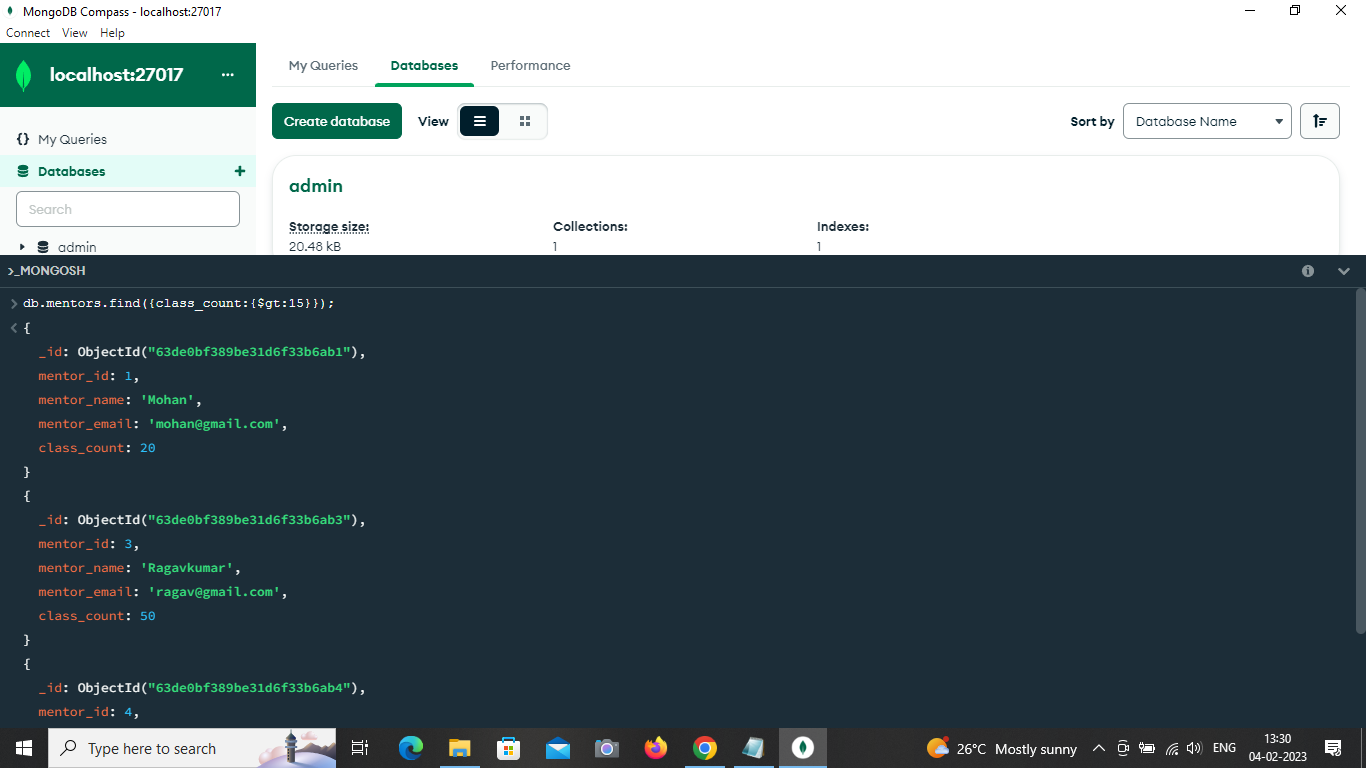 MongoDB Compass - localhost:27017
Connect View Help
localhost:27017 ...
My Queries Databases Performance
Create database View Sort by Database Name
{} My Queries
Databases +
Search
admin
admin
Storage size: Collections: Indexes:
20.48 kB 1 1
>_MONGOSH
> db.mentors.find({class_count:{$gt:15}});
< {
_id: ObjectId("63de0bf389be31d6f33b6ab1"),
mentor_id: 1,
mentor_name: 'Mohan',
mentor_email: 'mohan@gmail.com',
class_count: 20
}
{
_id: ObjectId("63de0bf389be31d6f33b6ab3"),
mentor_id: 3,
mentor_name: 'Ragavkumar',
mentor_email: 'ragav@gmail.com',
class_count: 50
}
{
_id: ObjectId("63de0bf389be31d6f33b6ab4"),
mentor_id: 4,
Type here to search 26°C Mostly sunny ENG 13:30
04-02-2023